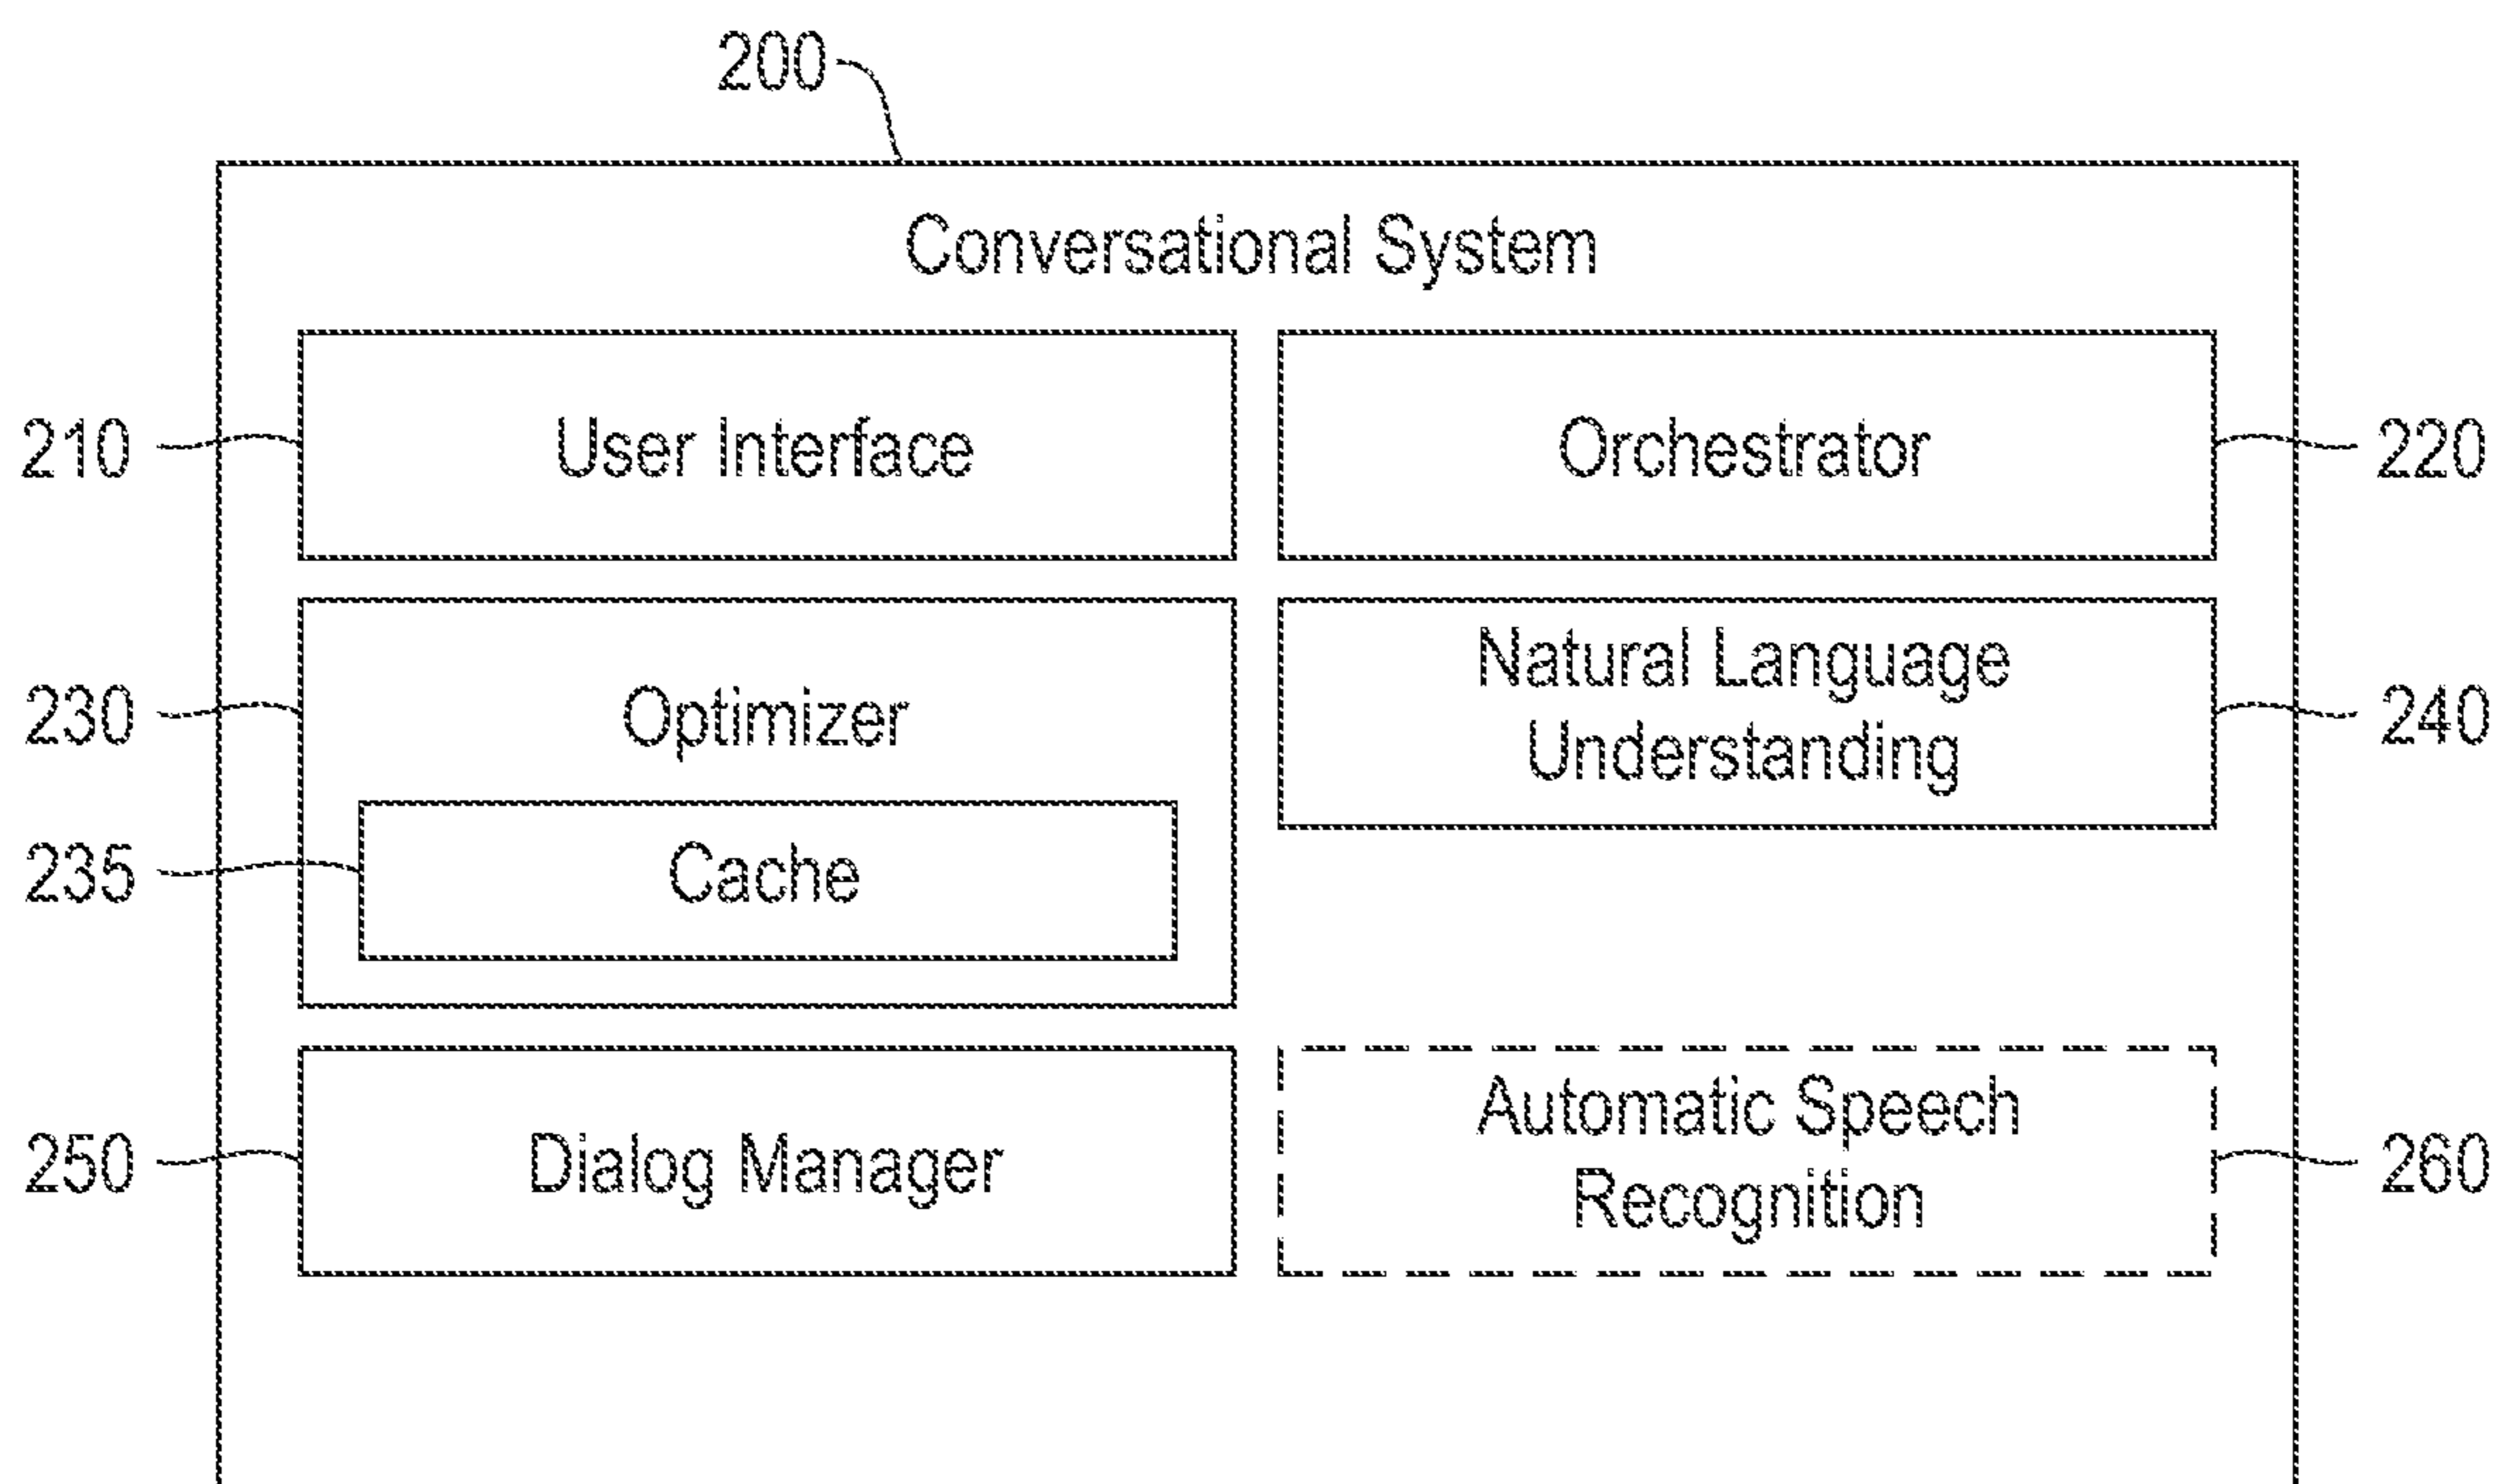 200
Conversational System
210
User Interface
Orchestrator
220
230
Optimizer
Natural Language
Understanding
240
235
Cache
250
Dialog Manager
Automatic Speech
Recognition
260